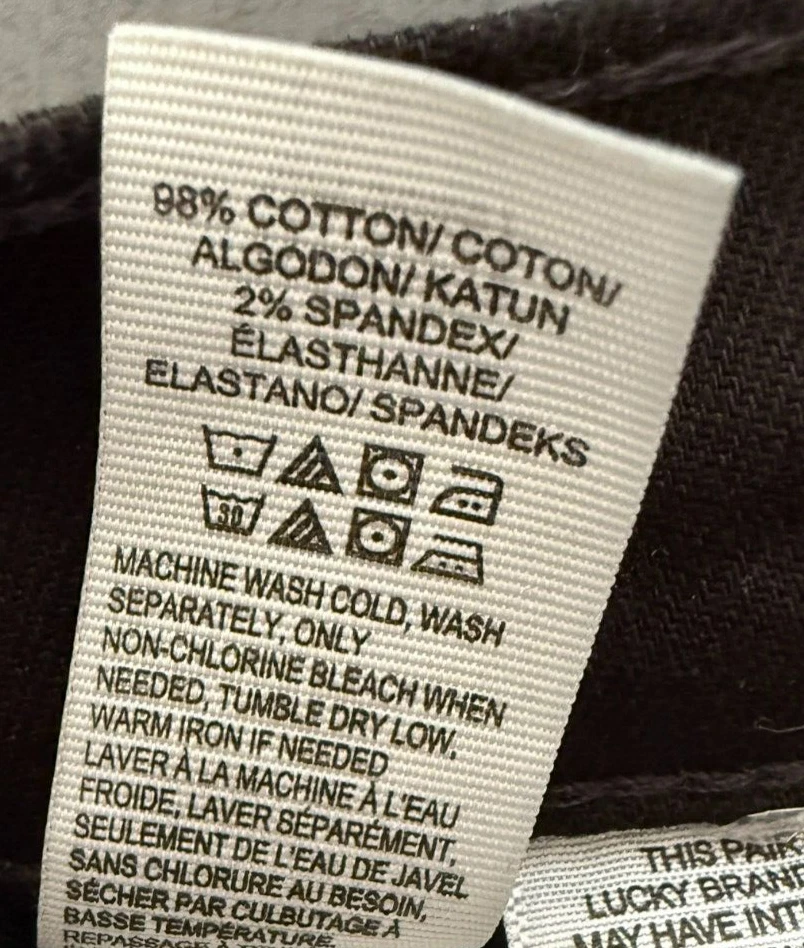 98% COTTON/ COTON/
ALGODON/ KATUN
2% SPANDEX/
ÉLASTHANNE/
ELASTANO/ SPANDEKS
30
MACHINE WASH COLD, WASH
SEPARATELY, ONLY
NON-CHLORINE BLEACH WHEN
NEEDED, TUMBLE DRY LOW,
WARM IRON IF NEEDED
LAVER À LA MACHINE À L'EAU
FROIDE, LAVER SÉPARÉMENT,
SEULEMENT DE L'EAU DE JAVEL
SANS CHLORURE AU BESOIN,
SÉCHER PAR CULBUTAGE À
BASSE TEMPÉRATURE.
REPASSAGE À
THIS PAIR
LUCKY BRAND
MAY HAVE